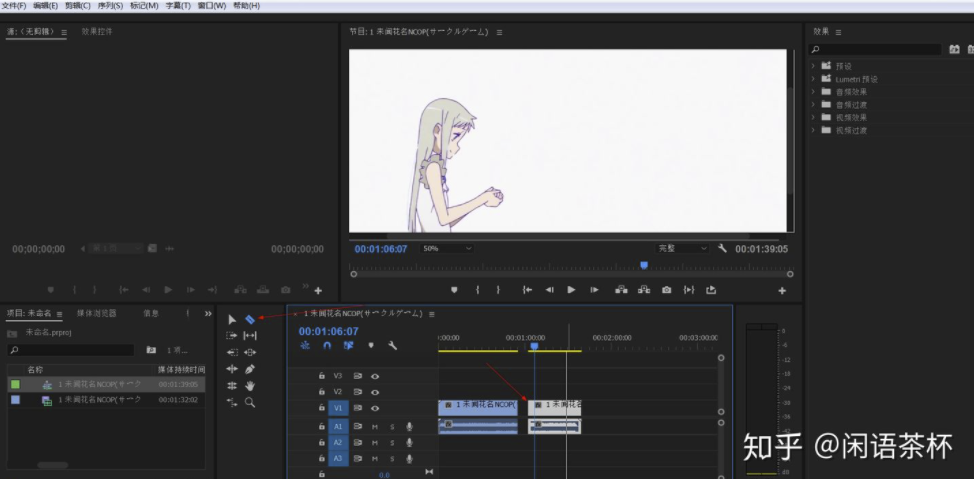 文件(F) 编辑(E) 剪辑(C) 序列(S) 标记(M) 字幕(T) 窗口(W) 帮助(H)
源:(无剪辑) 效果控件
节目: 1 未闻花名NCOP(サークルゲーム)
效果
预设
Lumetri 预设
音频效果
音频过渡
视频效果
视频过渡
00;00;00;00
00;00;00;00
00:01:06:07 50% 完整 00:01:39:05
项目: 未命名 媒体浏览器 信息
未命名.prproj
1 项...
名称 媒体持续时间
1 未闻花名NCOP(サーク 00:01:39:05
1 未闻花名NCOP(サーク 00:01:32:02
× 1 未闻花名NCOP(サークルゲーム)
00:01:06:07
:00:00 00:01:00:00 00:02:00:00 00:03:00:00
V3
V2
V1 1 未闻花名NCOP( 1 未闻花名
A1 M S
A2 M S
A3 M S
0.0
知乎 @闲语茶杯